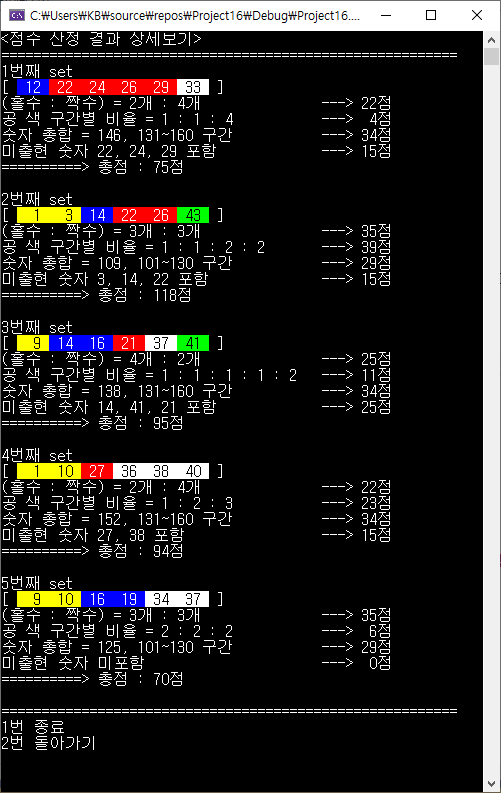 C:\Users\KB\source\repos\Project16\Debug\Project16....
<점수 산정 결과 상세보기>
=========================================================
1번째 set
[ 12 22 24 26 29 33 ]
(홀수 : 짝수) = 2개 : 4개 ---> 22점
공 색 구간별 비율 = 1 : 1 : 4 ---> 4점
숫자 총합 = 146, 131~160 구간 ---> 34점
미출현 숫자 22, 24, 29 포함 ---> 15점
==========> 총점 : 75점
2번째 set
[ 1 3 14 22 26 43 ]
(홀수 : 짝수) = 3개 : 3개 ---> 35점
공 색 구간별 비율 = 1 : 1 : 2 : 2 ---> 39점
숫자 총합 = 109, 101~130 구간 ---> 29점
미출현 숫자 3, 14, 22 포함 ---> 15점
==========> 총점 : 118점
3번째 set
[ 9 14 16 21 37 41 ]
(홀수 : 짝수) = 4개 : 2개 ---> 25점
공 색 구간별 비율 = 1 : 1 : 1 : 1 : 2 ---> 11점
숫자 총합 = 138, 131~160 구간 ---> 34점
미출현 숫자 14, 41, 21 포함 ---> 25점
==========> 총점 : 95점
4번째 set
[ 1 10 27 36 38 40 ]
(홀수 : 짝수) = 2개 : 4개 ---> 22점
공 색 구간별 비율 = 1 : 2 : 3 ---> 23점
숫자 총합 = 152, 131~160 구간 ---> 34점
미출현 숫자 27, 38 포함 ---> 15점
==========> 총점 : 94점
5번째 set
[ 9 10 16 19 34 37 ]
(홀수 : 짝수) = 3개 : 3개 ---> 35점
공 색 구간별 비율 = 2 : 2 : 2 ---> 6점
숫자 총합 = 125, 101~130 구간 ---> 29점
미출현 숫자 미포함 ---> 0점
==========> 총점 : 70점
=========================================================
1번 종료
2번 돌아가기